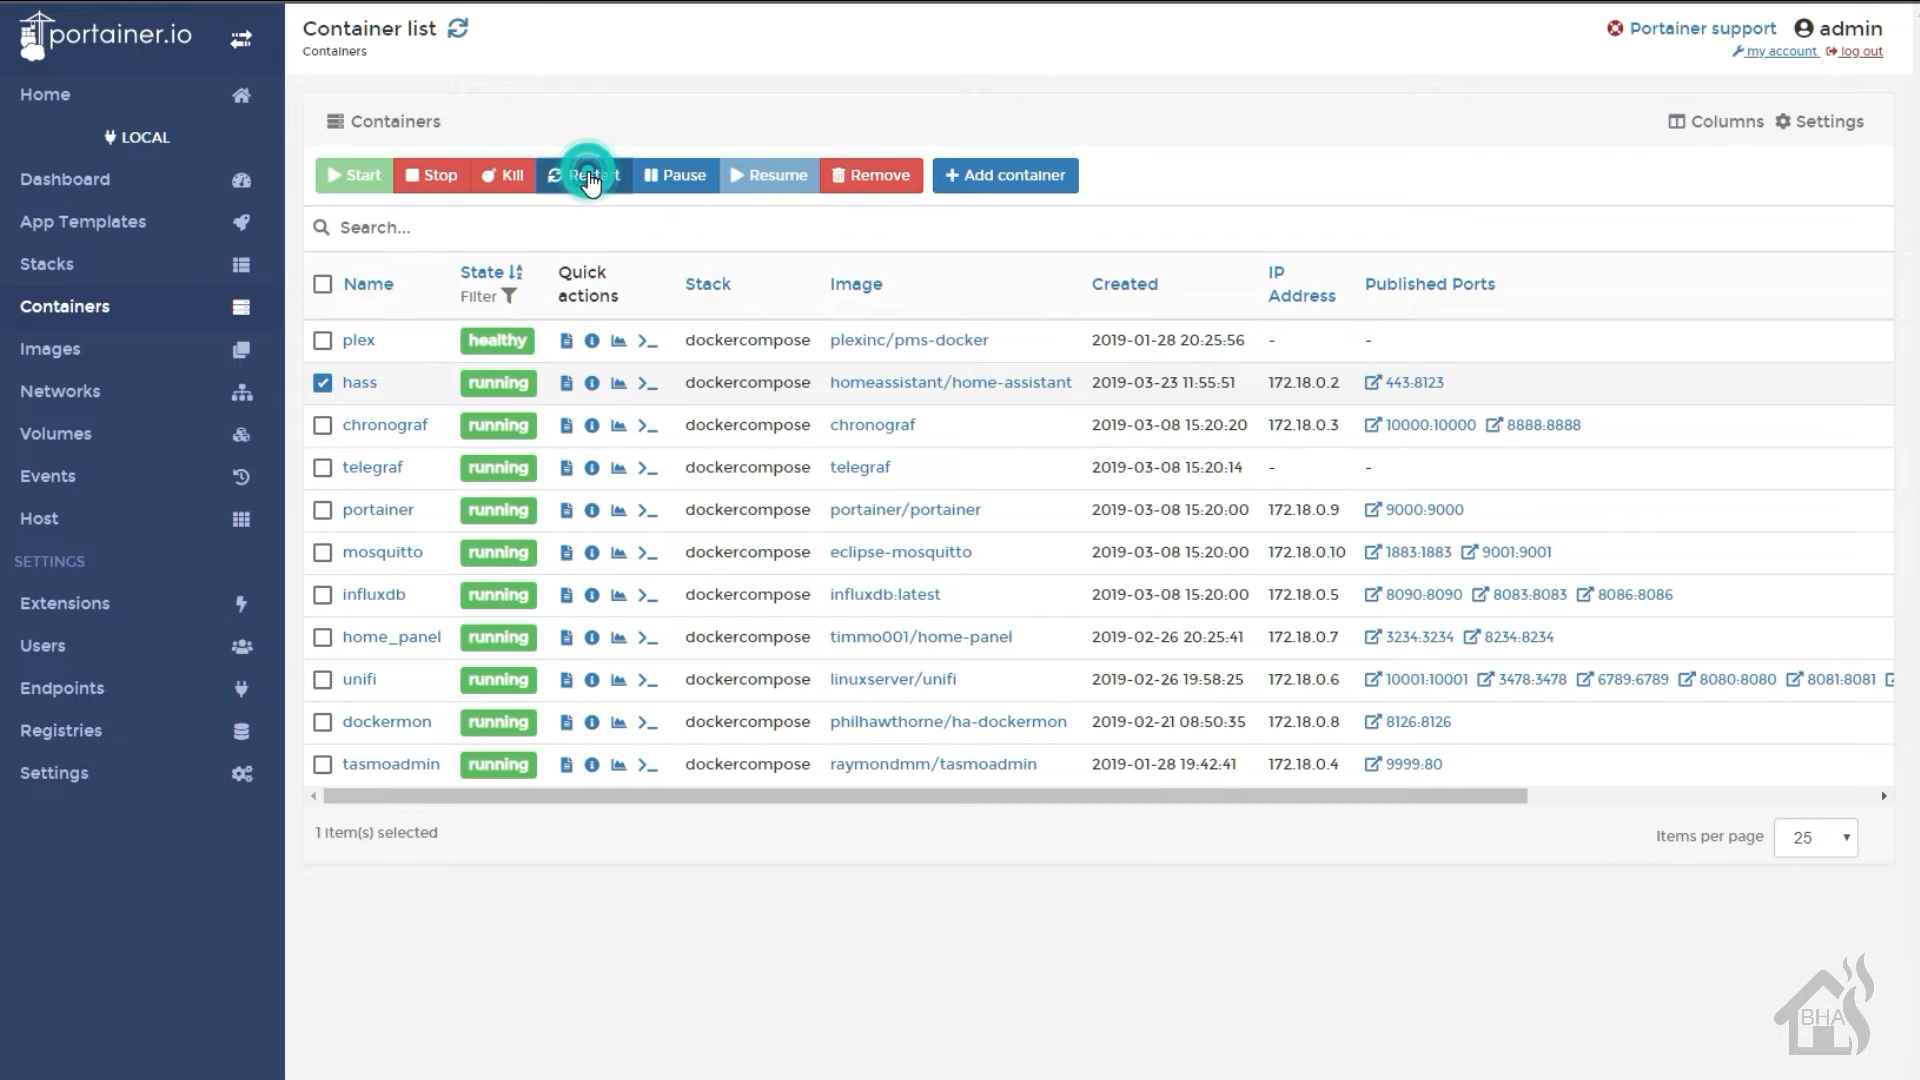 portainer.io
Container list
Portainer support admin
Containers
my account log out
Home
LOCAL
Dashboard
App Templates
Stacks
Containers
Images
Networks
Volumes
Events
Host
SETTINGS
Extensions
Users
Endpoints
Registries
Settings
Containers
Columns Settings
Start Stop Kill Restart Pause Resume Remove + Add container
Search...
Name State Filter Quick actions Stack Image Created IP Address Published Ports
plex healthy dockercompose plexinc/pms-docker 2019-01-28 20:25:56 - -
hass running dockercompose homeassistant/home-assistant 2019-03-23 11:55:51 172.18.0.2 443:8123
chronograf running dockercompose chronograf 2019-03-08 15:20:20 172.18.0.3 10000:10000 8888:8888
telegraf running dockercompose telegraf 2019-03-08 15:20:14 - -
portainer running dockercompose portainer/portainer 2019-03-08 15:20:00 172.18.0.9 9000:9000
mosquitto running dockercompose eclipse-mosquitto 2019-03-08 15:20:00 172.18.0.10 1883:1883 9001:9001
influxdb running dockercompose influxdb:latest 2019-03-08 15:20:00 172.18.0.5 8090:8090 8083:8083 8086:8086
home_panel running dockercompose timmo001/home-panel 2019-02-26 20:25:41 172.18.0.7 3234:3234 8234:8234
unifi running dockercompose linuxserver/unifi 2019-02-26 19:58:25 172.18.0.6 10001:10001 3478:3478 6789:6789 8080:8080 8081:8081
dockermon running dockercompose philhawthorne/ha-dockermon 2019-02-21 08:50:35 172.18.0.8 8126:8126
tasmoadmin running dockercompose raymondmm/tasmoadmin 2019-01-28 19:42:41 172.18.0.4 9999:80
1 item(s) selected
Items per page 25
BHA